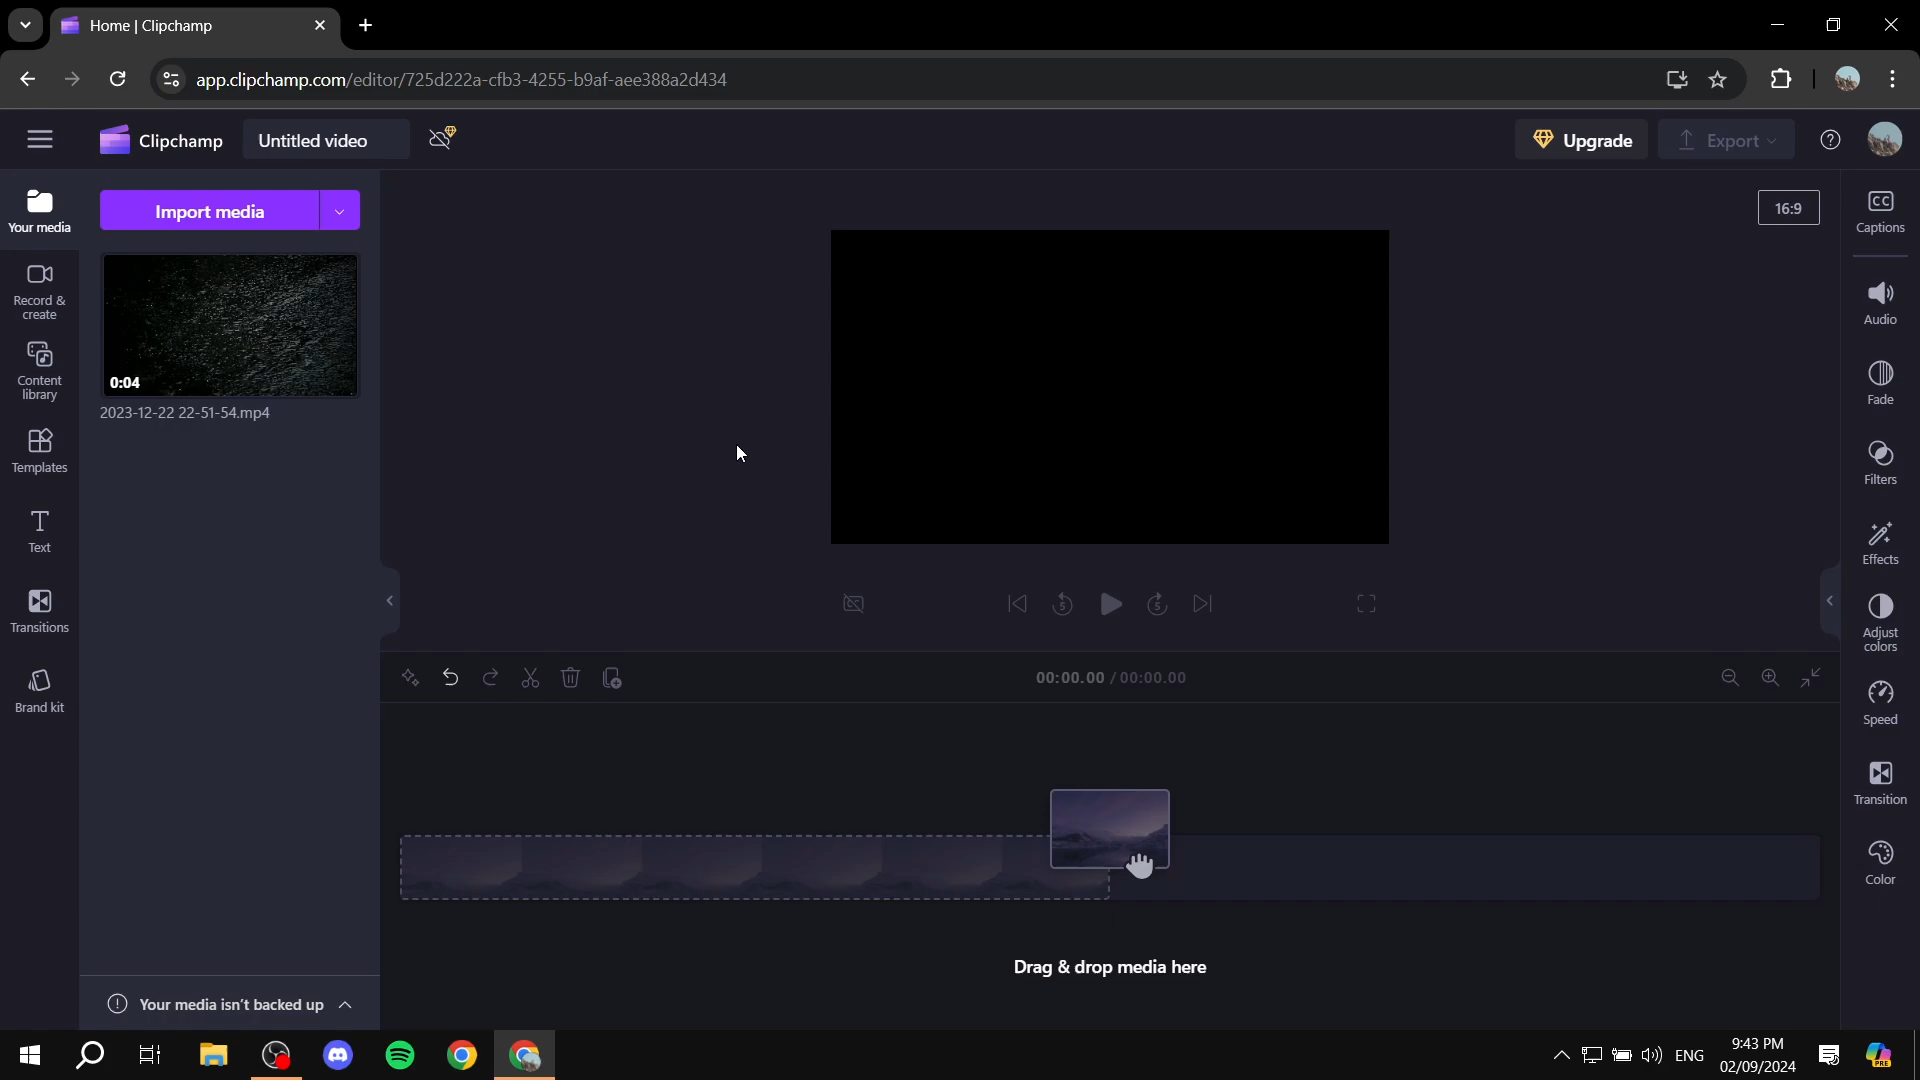 Home | Clipchamp
app.clipchamp.com/editor/725d222a-cfb3-4255-b9af-aee388a2d434
Clipchamp
Untitled video
Upgrade
Export
Your media
Import media
16:9
Captions
Record &
create
Audio
Content
library
0:04
2023-12-22 22-51-54.mp4
Fade
Templates
Filters
Text
Effects
Transitions
5
5
Adjust
colors
Brand kit
00:00.00 / 00:00.00
Speed
Transition
Color
Drag & drop media here
Your media isn't backed up
ENG
9:43 PM
02/09/2024
PRE